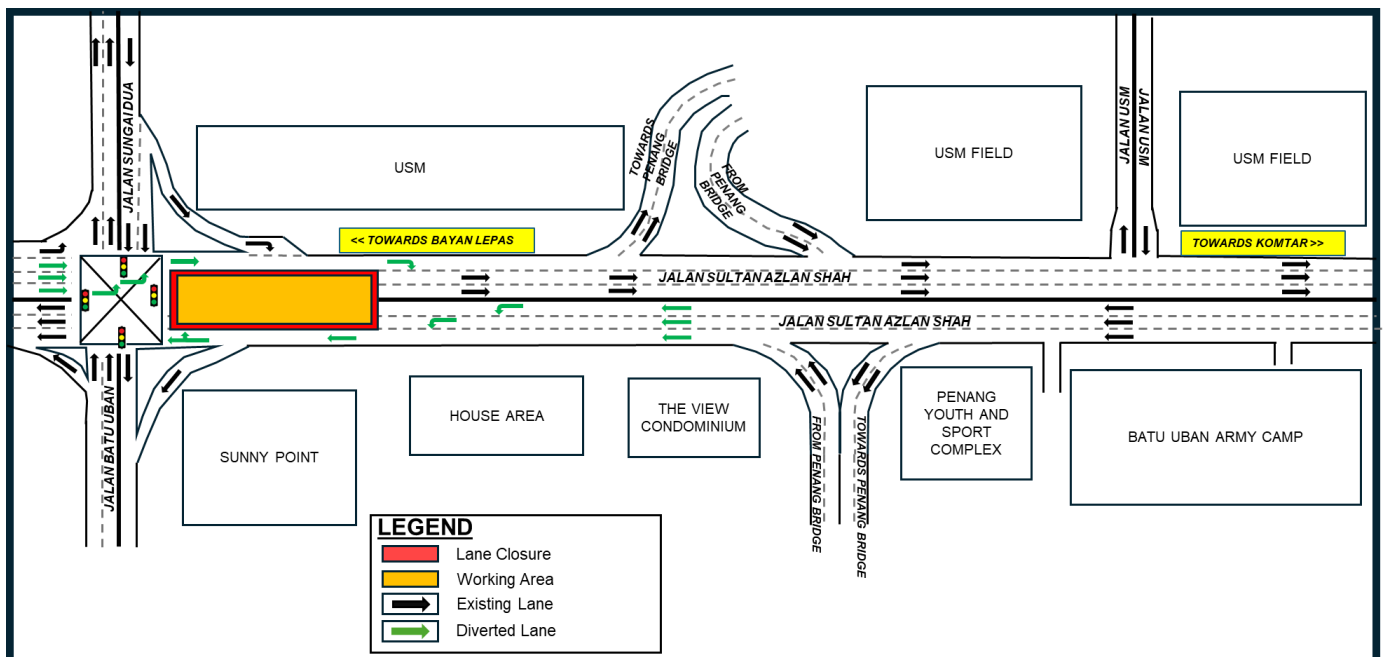 JALAN SUNGAI DUA
USM
TOWARDS
PENANG
BRIDGE
FROM
PENANG
BRIDGE
USM FIELD
JALAN USM
JALAN USM
USM FIELD
<< TOWARDS BAYAN LEPAS
TOWARDS KOMTAR >>
JALAN SULTAN AZLAN SHAH
JALAN SULTAN AZLAN SHAH
JALAN BATU UBAN
SUNNY POINT
HOUSE AREA
THE VIEW
CONDOMINIUM
FROM PENANG BRIDGE
TOWARDS PENANG BRIDGE
PENANG
YOUTH AND
SPORT
COMPLEX
BATU UBAN ARMY CAMP
LEGEND
Lane Closure
Working Area
Existing Lane
Diverted Lane